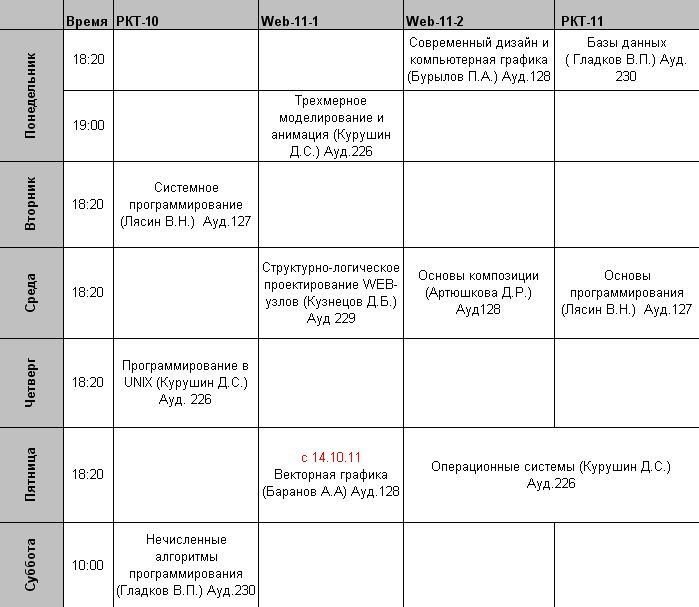 Время РКТ-10 Web-11-1 Web-11-2 РКТ-11
Понедельник
18:20
Современный дизайн и
компьютерная графика
(Бурылов П.А.) Ауд.128
Базы данных
( Гладков В.П.) Ауд.
230
19:00
Трехмерное
моделирование и
анимация (Курушин
Д.С.) Ауд.226
Вторник
18:20
Системное
программирование
(Лясин В.Н.) Ауд.127
Среда
18:20
Структурно-логическое
проектирование WEB-
узлов (Кузнецов Д.Б.)
Ауд 229
Основы композиции
(Артюшкова Д.Р.)
Ауд128
Основы
программирования
(Лясин В.Н.) Ауд.127
Четверг
18:20
Программирование в
UNIX (Курушин Д.С.)
Ауд. 226
Пятница
18:20
с 14.10.11
Векторная графика
(Баранов А.А) Ауд.128
Операционные системы (Курушин Д.С.)
Ауд.226
Суббота
10:00
Нечисленные
алгоритмы
программирования
(Гладков В.П.) Ауд.230